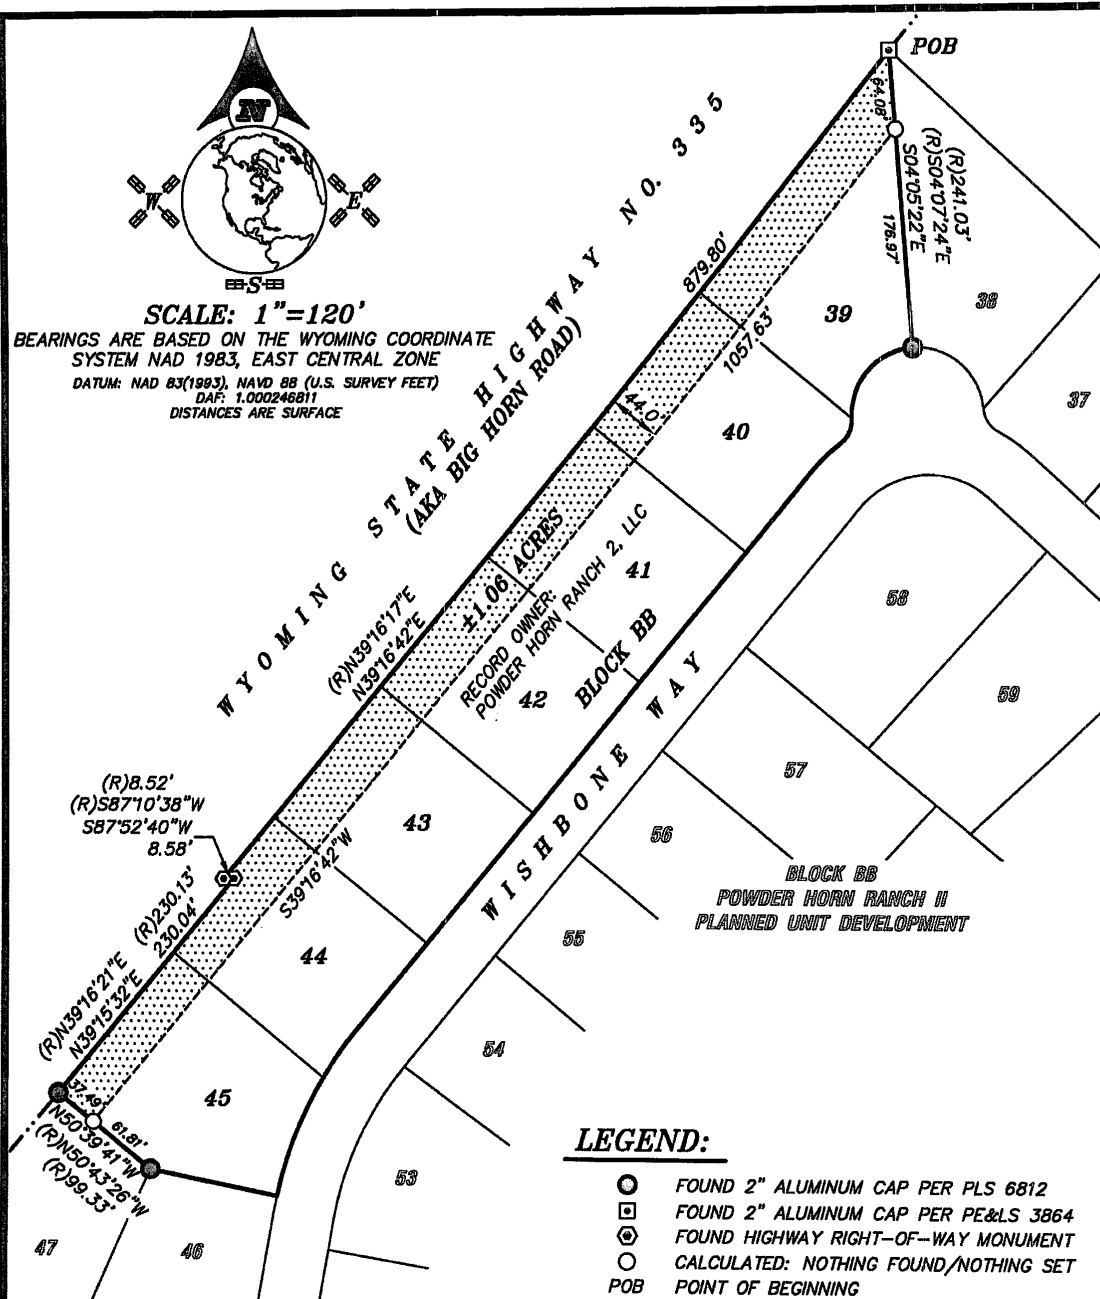 N
W
E
S
SCALE: 1"=120'
BEARINGS ARE BASED ON THE WYOMING COORDINATE
SYSTEM NAD 1983, EAST CENTRAL ZONE
DATUM: NAD 83(1993), NAVD 88 (U.S. SURVEY FEET)
DAF: 1.000246811
DISTANCES ARE SURFACE
POB
64.08'
(R)241.03'
(R)S04°07'24"E
S04°05'22"E
176.97'
WYOMING STATE HIGHWAY NO. 335
(AKA BIG HORN ROAD)
879.80'
1057.63'
44.0'
39
38
37
40
±1.06 ACRES
RECORD OWNER:
POWDER HORN RANCH 2, LLC
41
42
BLOCK BB
(R)N39°16'17"E
N39°16'42"E
58
59
57
56
43
WISHBONE WAY
(R)8.52'
(R)S87°10'38"W
S87°52'40"W
8.58'
S39°16'42"W
BLOCK BB
POWDER HORN RANCH II
PLANNED UNIT DEVELOPMENT
(R)230.13'
230.04'
(R)N39°16'21"E
N39°15'32"E
44
55
54
45
53
37.49'
61.81'
N50°39'41"W
(R)N50°43'26"W
(R)99.33'
47
46
LEGEND:
FOUND 2" ALUMINUM CAP PER PLS 6812
FOUND 2" ALUMINUM CAP PER PE&LS 3864
FOUND HIGHWAY RIGHT-OF-WAY MONUMENT
CALCULATED: NOTHING FOUND/NOTHING SET
POB POINT OF BEGINNING